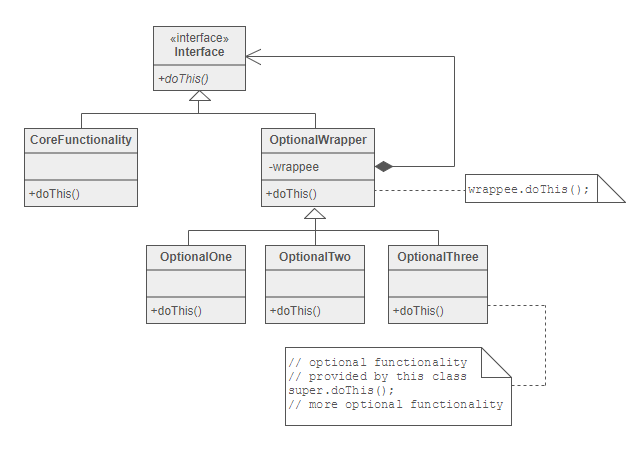 «interface»
Interface
+doThis()
CoreFunctionality
+doThis()
OptionalWrapper
-wrappee
+doThis()
wrappee.doThis();
OptionalOne
+doThis()
OptionalTwo
+doThis()
OptionalThree
+doThis()
// optional functionality
// provided by this class
super.doThis();
// more optional functionality